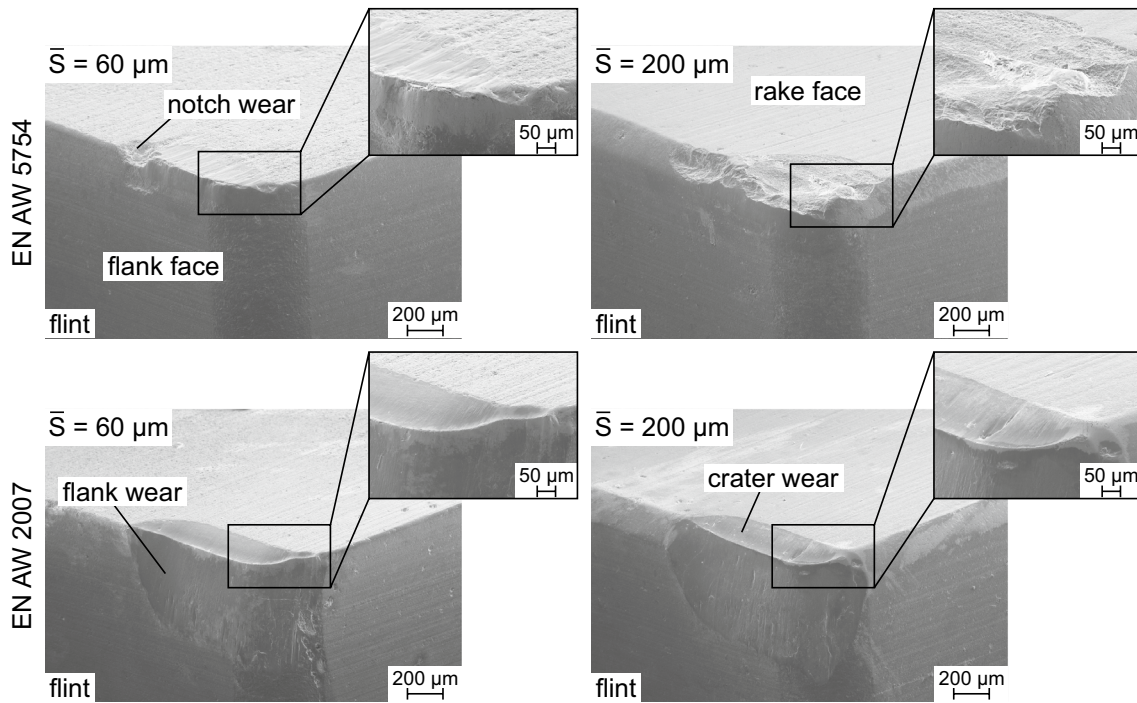 S̄ = 60 µm
notch wear
50 µm
flank face
flint
200 µm
EN AW 5754
S̄ = 200 µm
rake face
50 µm
flint
200 µm
S̄ = 60 µm
flank wear
50 µm
flint
200 µm
EN AW 2007
S̄ = 200 µm
crater wear
50 µm
flint
200 µm